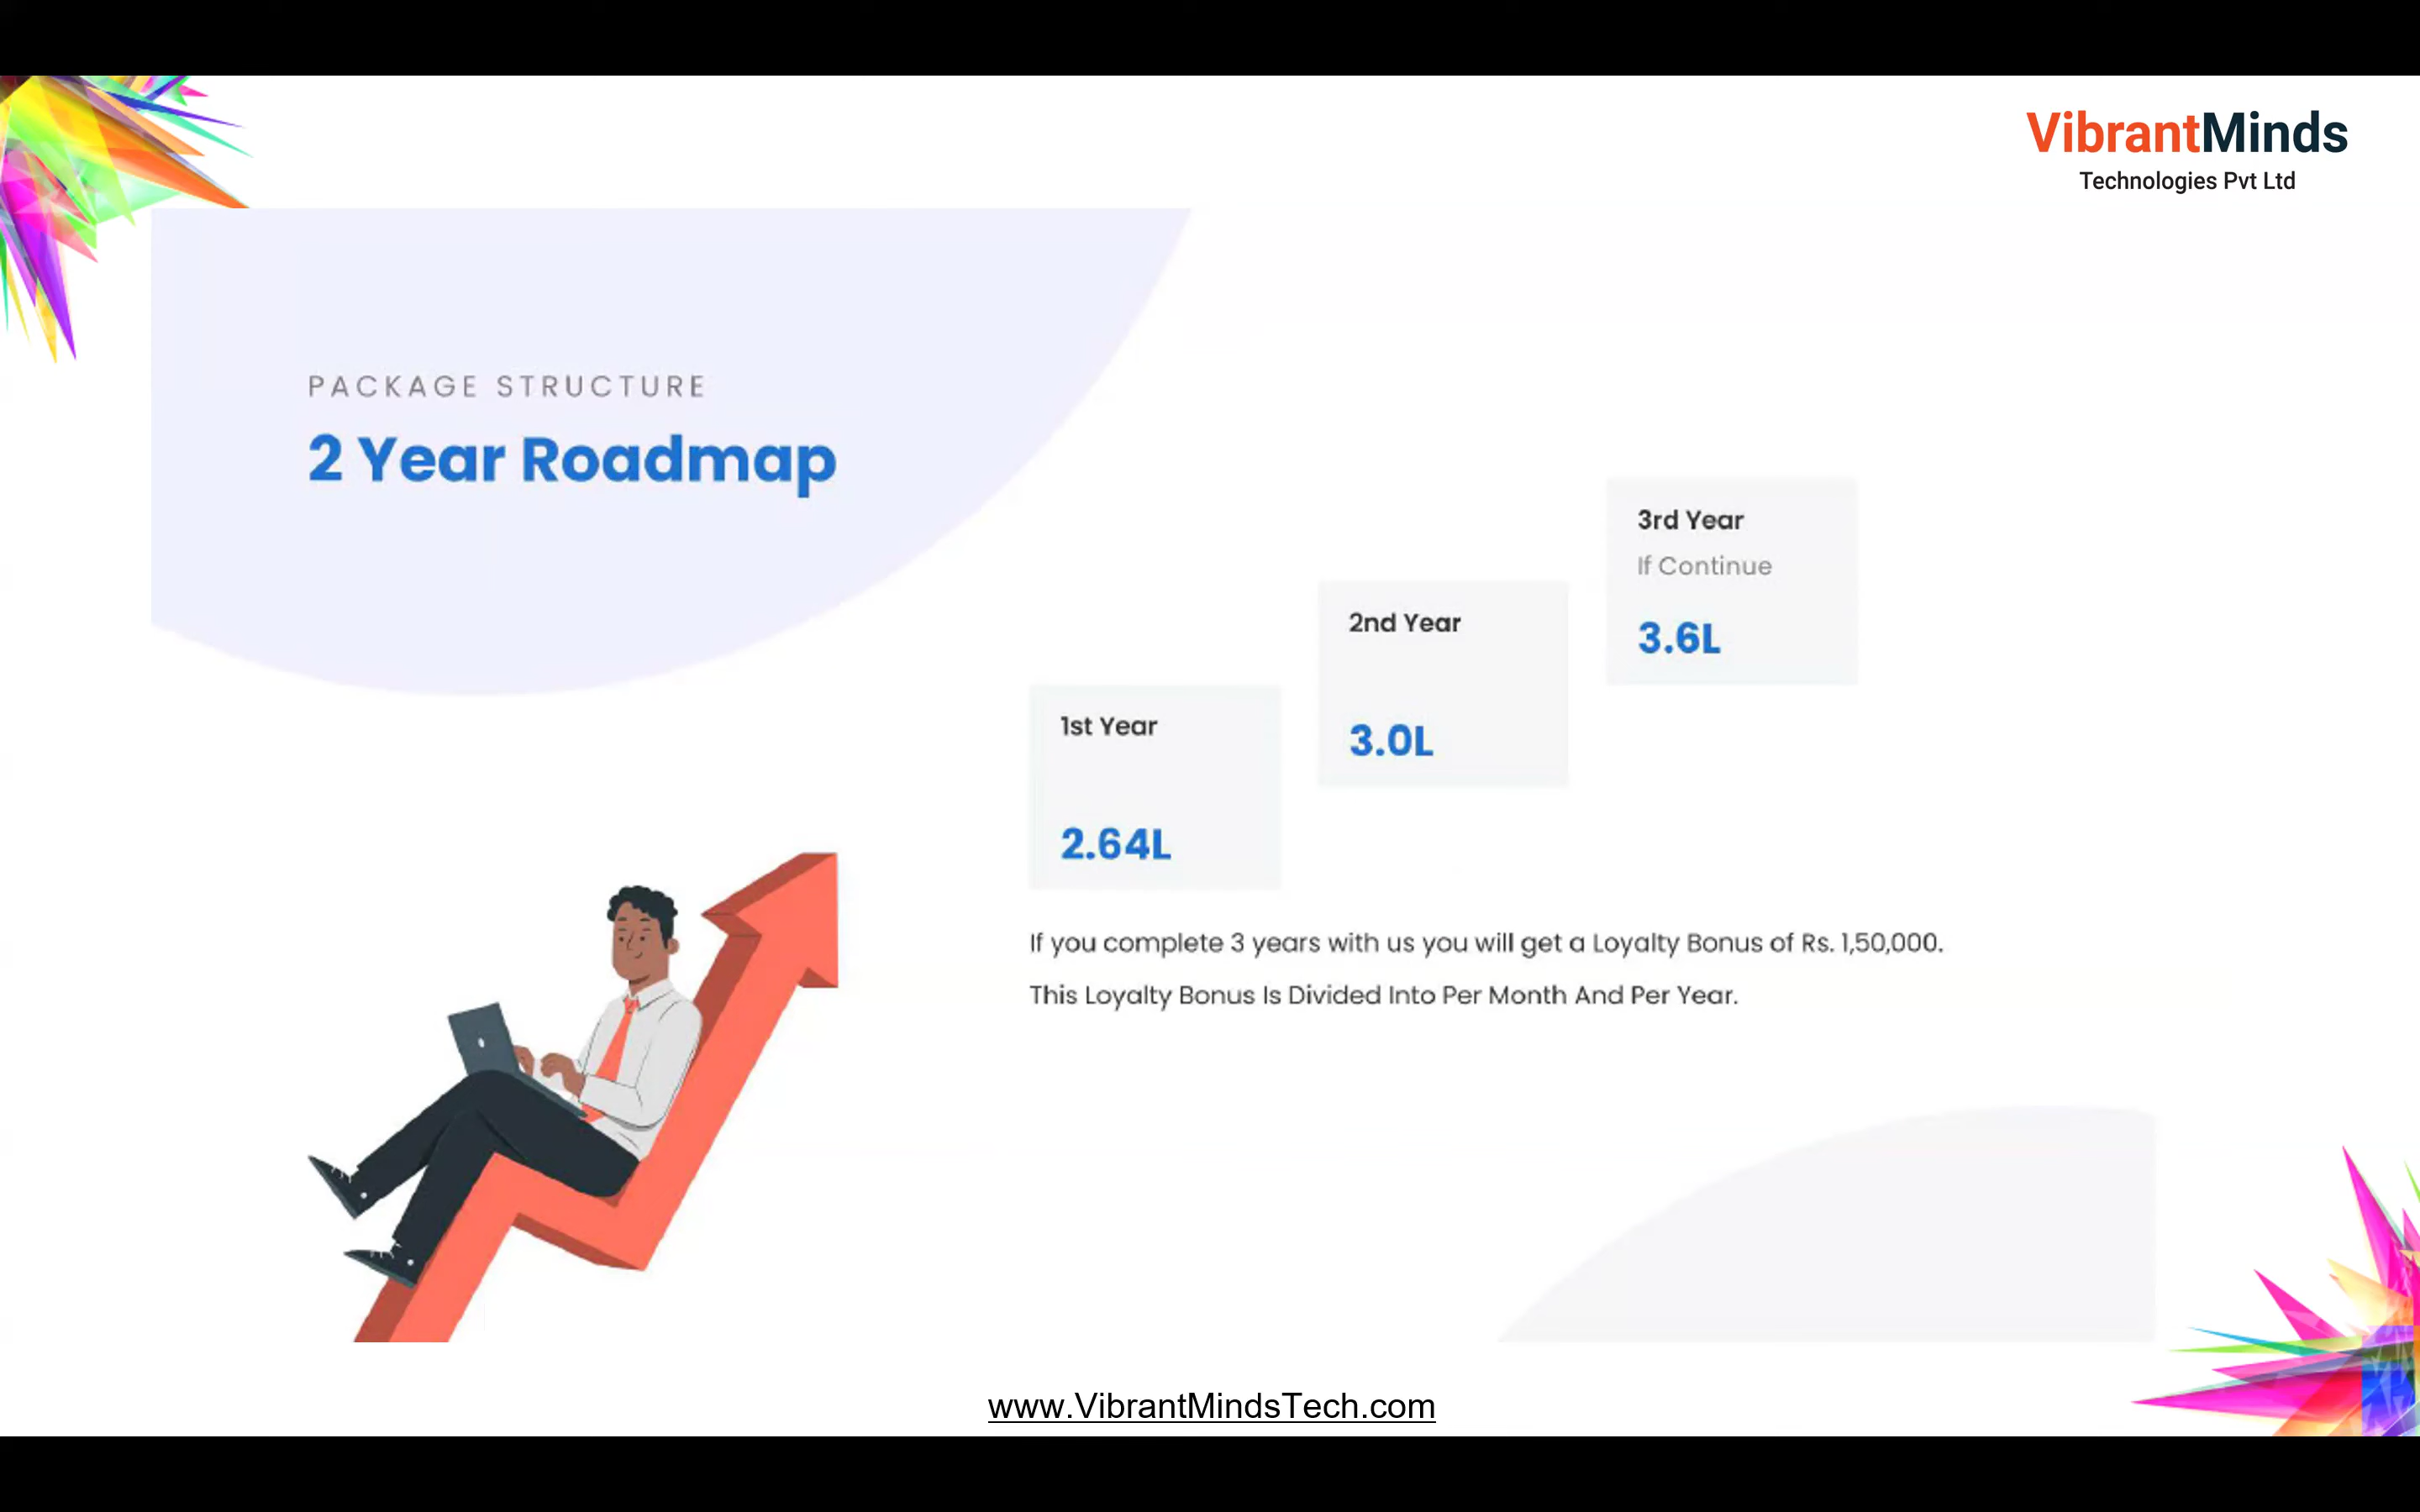 VibrantMinds
Technologies Pvt Ltd
PACKAGE STRUCTURE
2 Year Roadmap
1st Year
2.64L
2nd Year
3.0L
3rd Year
If Continue
3.6L
If you complete 3 years with us you will get a Loyalty Bonus of Rs. 1,50,000.
This Loyalty Bonus Is Divided Into Per Month And Per Year.
www.VibrantMindsTech.com